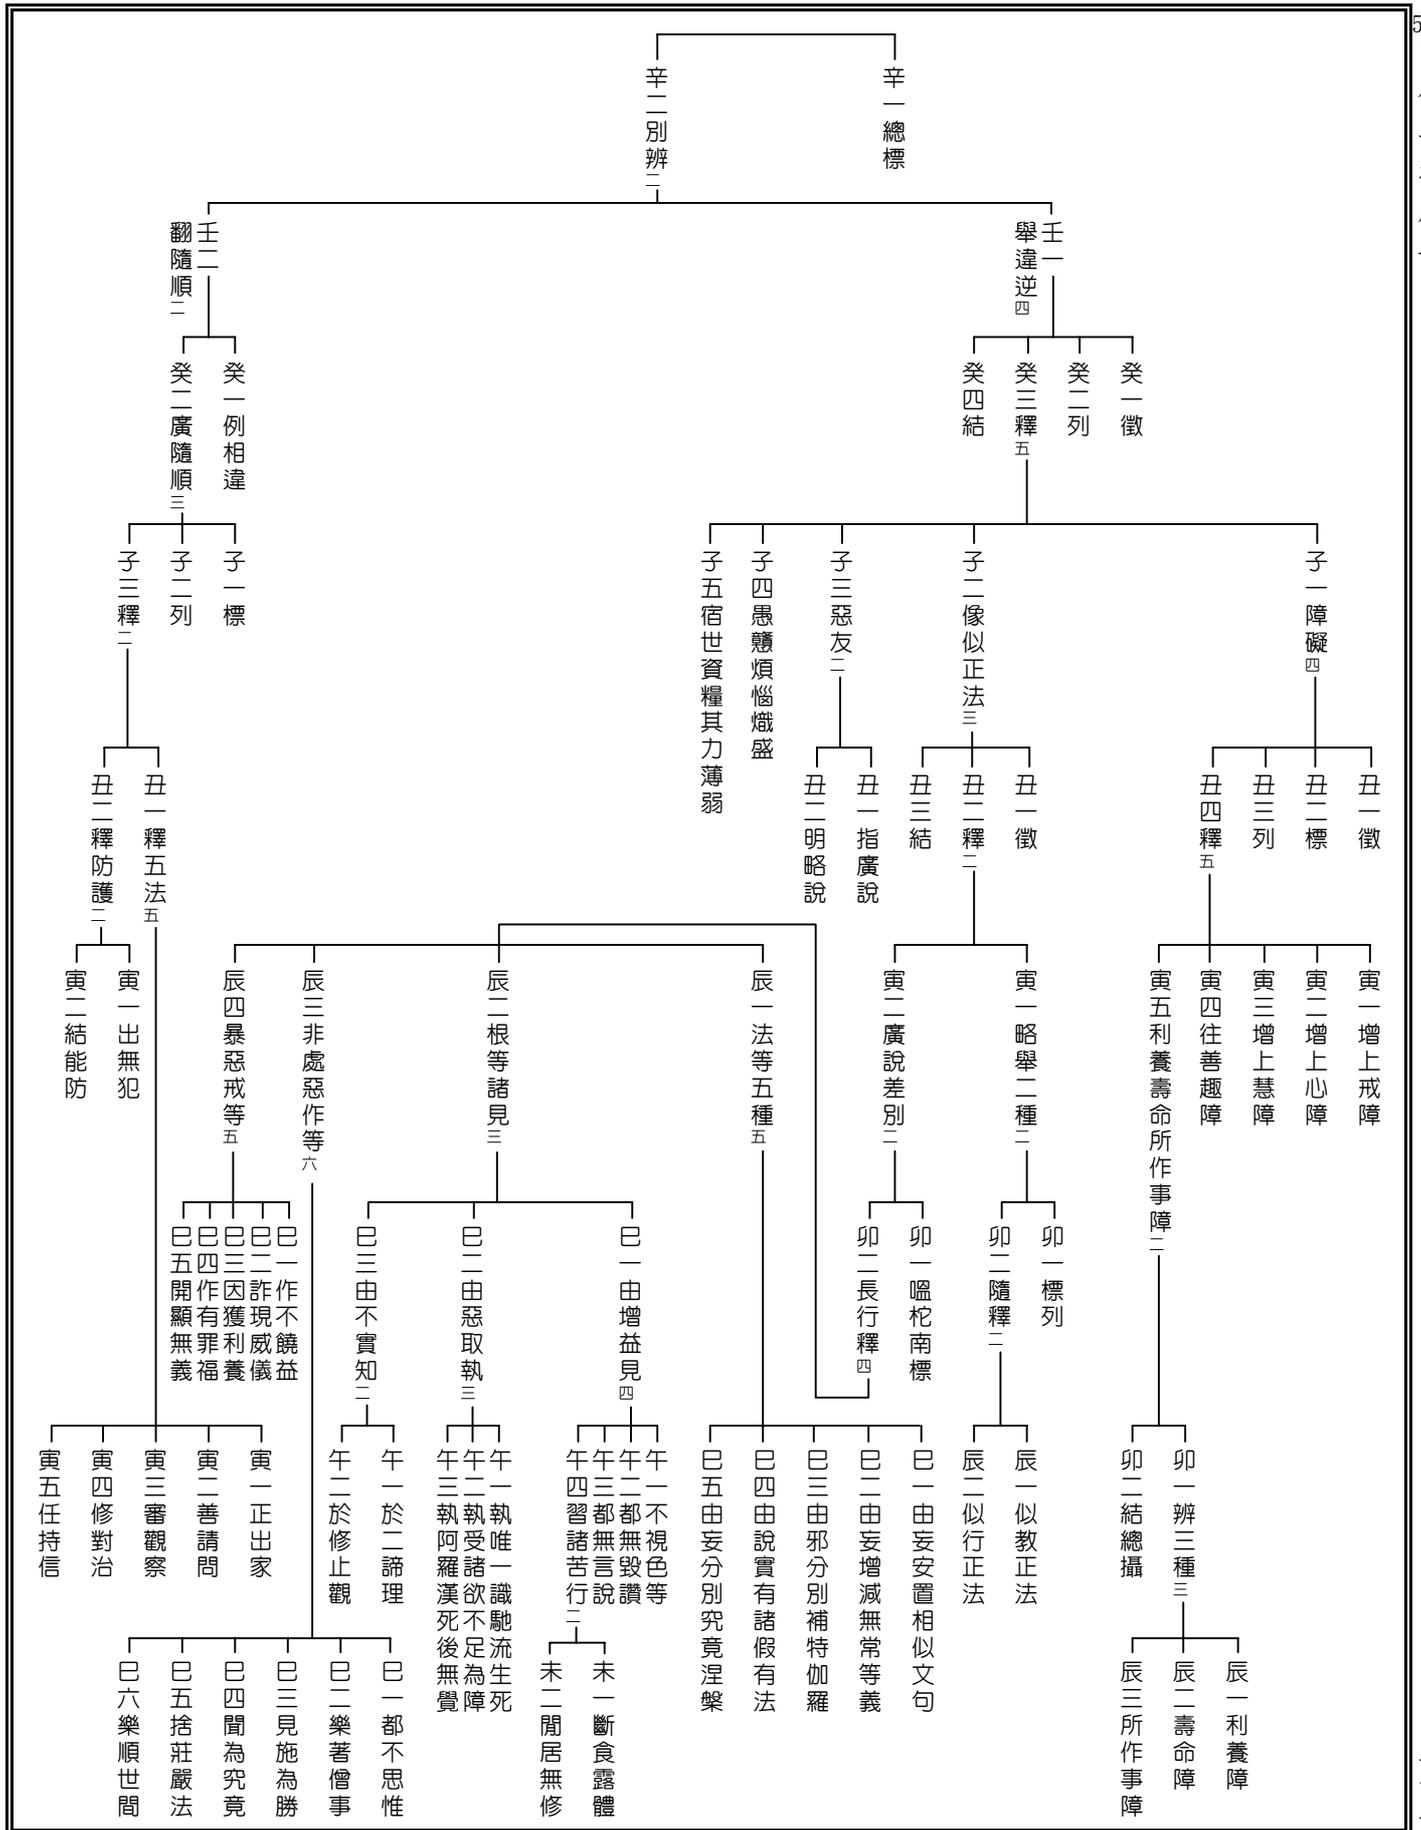 5
辛一總標
辛二別辨二
壬一
舉違逆四
壬二
翻隨順二
癸一徵
癸二列
癸三釋五
癸四結
癸一例相違
癸二廣隨順三
子一障礙四
子二像似正法三
子三惡友二
子四愚戇煩惱熾盛
子五宿世資糧其力薄弱
子一標
子二列
子三釋二
丑一徵
丑二標
丑三列
丑四釋五
丑一徵
丑二釋二
丑三結
丑一指廣說
丑二明略說
丑一釋五法五
丑二釋防護二
寅一增上戒障
寅二增上心障
寅三增上慧障
寅四往善趣障
寅五利養壽命所作事障二
寅一略舉二種二
寅二廣說差別二
辰一法等五種五
辰二根等諸見三
辰三非處惡作等六
辰四暴惡戒等五
寅一出無犯
寅二結能防
卯一標列
卯二隨釋二
卯一嗢柁南標
卯二長行釋四
巳一由增益見四
巳二由惡取執三
巳三由不實知二
巳一作不饒益
巳二詐現威儀
巳三因獲利養
巳四作有罪福
巳五開顯無義
卯一辨三種三
卯二結總攝
辰一似教正法
辰二似行正法
巳一由妄安置相似文句
巳二由妄增減無常等義
巳三由邪分別補特伽羅
巳四由說實有諸假有法
巳五由妄分別究竟涅槃
午一不視色等
午二都無毀讚
午三都無言說
午四習諸苦行二
午一執唯一識馳流生死
午二執受諸欲不足為障
午三執阿羅漢死後無覺
午一於二諦理
午二於修止觀
寅一正出家
寅二善請問
寅三審觀察
寅四修對治
寅五任持信
辰一利養障
辰二壽命障
辰三所作事障
未一斷食露體
未二閒居無修
巳一都不思惟
巳二樂著僧事
巳三見施為勝
巳四聞為究竟
巳五捨莊嚴法
巳六樂順世間